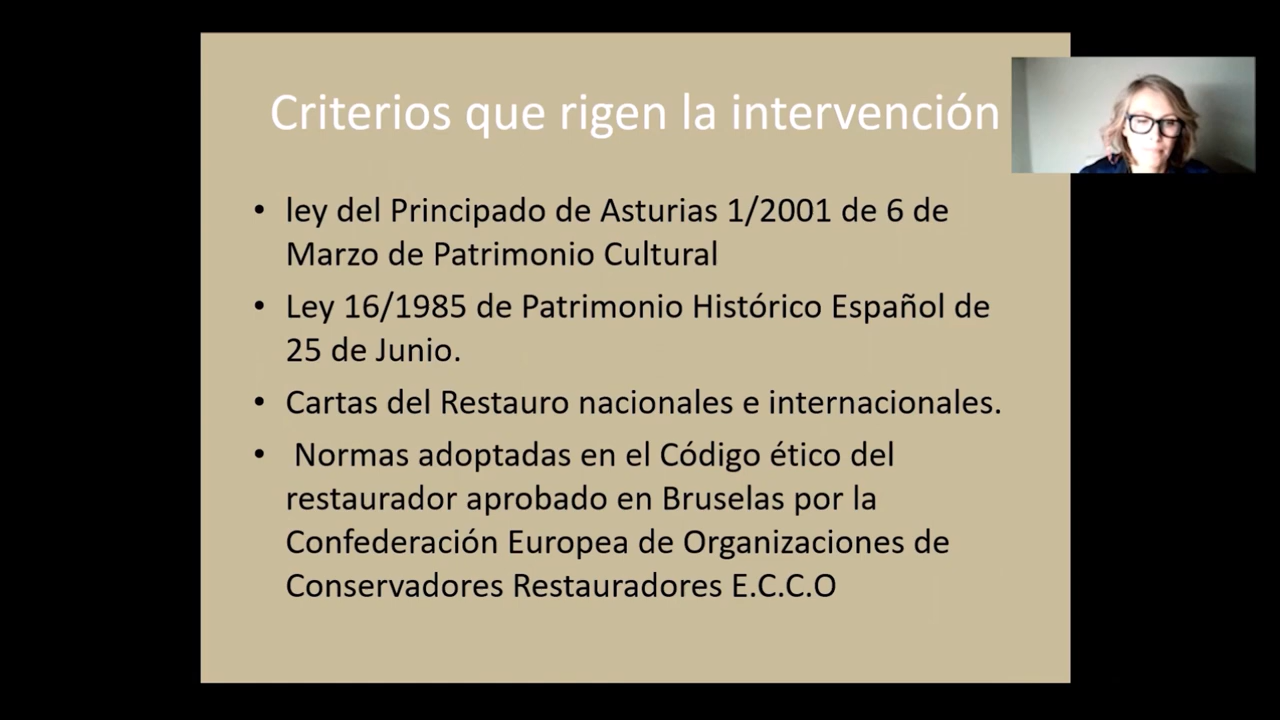 Criterios que rigen la intervención
• ley del Principado de Asturias 1/2001 de 6 de
Marzo de Patrimonio Cultural
• Ley 16/1985 de Patrimonio Histórico Español de
25 de Junio.
• Cartas del Restauro nacionales e internacionales.
• Normas adoptadas en el Código ético del
restaurador aprobado en Bruselas por la
Confederación Europea de Organizaciones de
Conservadores Restauradores E.C.C.O